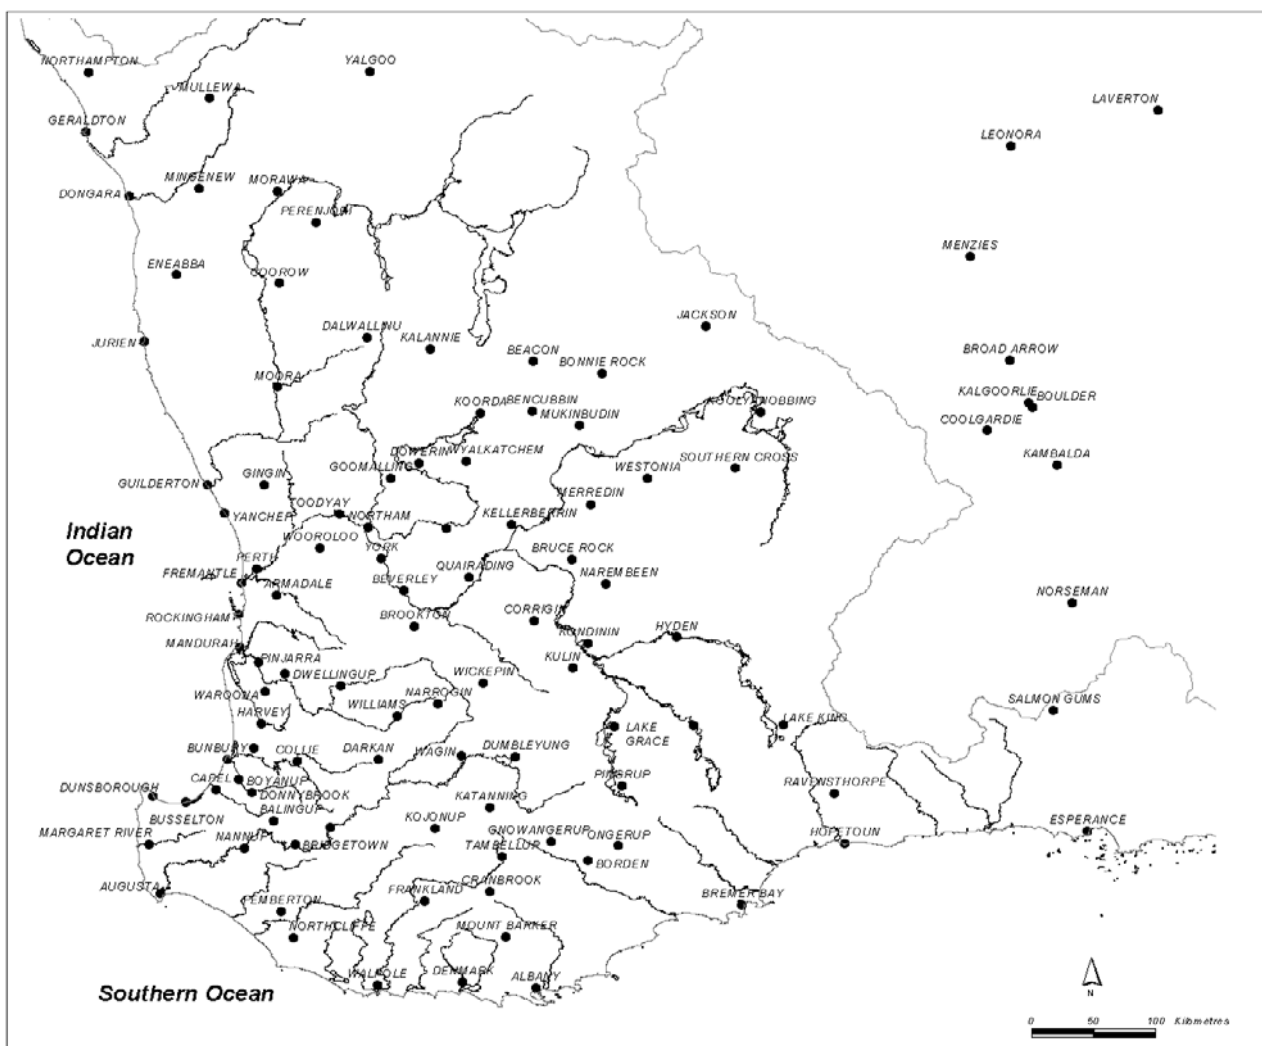 YALGOO
NORTHAMPTON
MULLEWA
LAVERTON
GERALDTON
LEONORA
MINGENEW
MORAWA
DONGARA
PERENJORI
MENZIES
ENEABBA
COOROW
JACKSON
DALWALLINU
KALANNIE
JURIEN
BEACON
BONNIE ROCK
BROAD ARROW
MOORA
KALGOORLIE
BOULDER
KOORDA
BENCUBBIN
KOOLYANOBBING
MUKINBUDIN
COOLGARDIE
DOWERIN
WYALKATCHEM
KAMBALDA
GINGIN
GOOMALLING
WESTONIA
SOUTHERN CROSS
GUILDERTON
MERREDIN
TOODYAY
YANCHEP
NORTHAM
KELLERBERRIN
Indian
Ocean
WOOROLOO
YORK
PERTH
BRUCE ROCK
QUAIRADING
FREMANTLE
ARMADALE
BEVERLEY
NAREMBEEN
NORSEMAN
ROCKINGHAM
BROOKTON
CORRIGIN
HYDEN
MANDURAH
KONDININ
PINJARRA
KULIN
DWELLINGUP
WICKEPIN
WAROONA
NARROGIN
SALMON GUMS
WILLIAMS
HARVEY
LAKE KING
LAKE
GRACE
BUNBURY
COLLIE
DARKAN
WAGIN
DUMBLEYUNG
CAPEL
BOYANUP
DUNSBOROUGH
DONNYBROOK
PINGRUP
RAVENSTHORPE
KATANNING
BALINGUP
BUSSELTON
KOJONUP
ESPERANCE
MARGARET RIVER
NANNUP
GNOWANGERUP
ONGERUP
HOPETOUN
BRIDGETOWN
TAMBELLUR
BORDEN
AUGUSTA
FRANKLAND
CRANBROOK
BREMER BAY
PEMBERTON
NORTHCLIFFE
MOUNT BARKER
WALPOLE
DENMARK
ALBANY
Southern Ocean
N
0 50 100 Kilometres